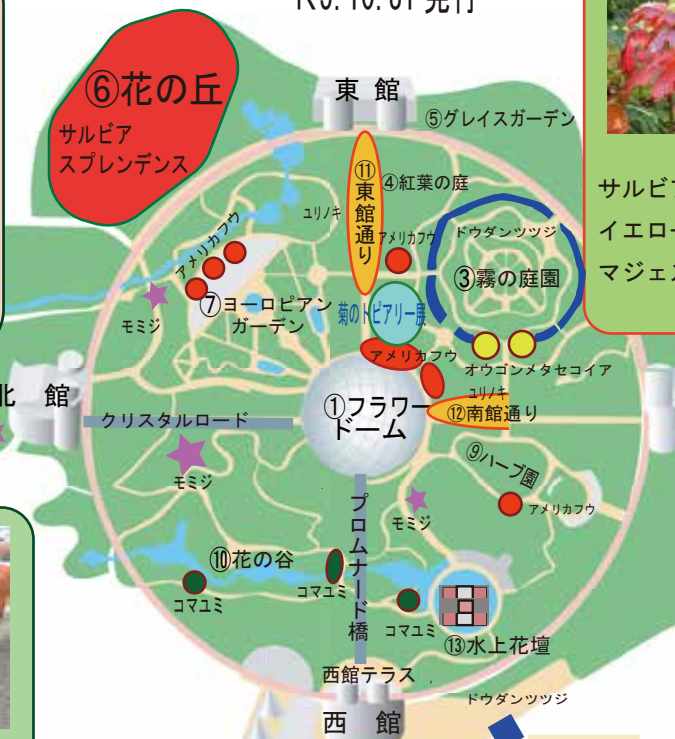 R5.10.31 発行
⑥花の丘
サルビア
スプレンデンス
東 館
⑤グレイスガーデン
⑪東館通り
④紅葉の庭
ユリノキ
アメリカフウ
ドウダンツツジ
③霧の庭園
アメリカフウ
モミジ
⑦ヨーロピアン
ガーデン
菊のトピアリー展
アメリカフウ
オウゴンメタセコイア
ユリノキ
⑫南館通り
①フラワー
ドーム
北 館
クリスタルロード
モミジ
⑨ハーブ園
アメリカフウ
モミジ
プロムナード橋
⑩花の谷
コマユミ
コマユミ
コマユミ
⑬水上花壇
西館テラス
西 館
ドウダンツツジ
サルビア
イエロー
マジェス